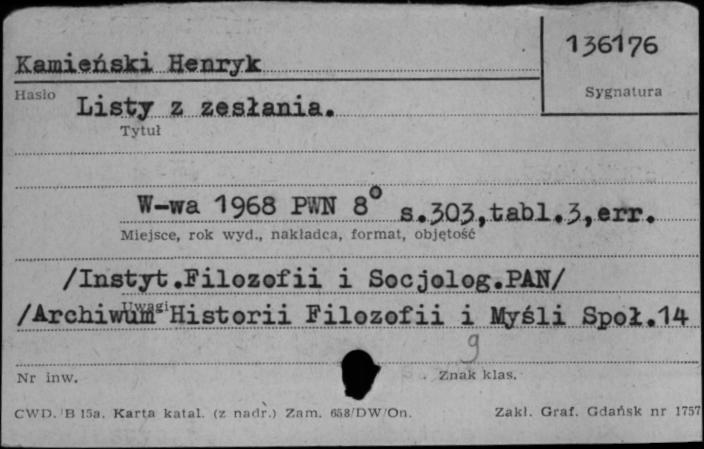 136176
Kamieński Henryk
Hasło
Sygnatura
Listy z zesłania.
Tytuł
W-wa 1968 PWN 8° s.303,tabl.3,err.
Miejsce, rok wyd., nakładca, format, objętość
/Instyt.Filozofii i Socjolog.PAN/
Uwagi
/Archiwum Historii Filozofii i Myśli Społ.14
9
Nr inw.
Znak klas.
CWD. B 15a. Karta katal. (z nadr.) Zam. 658/DW/On.
Zakł. Graf. Gdańsk nr 1757